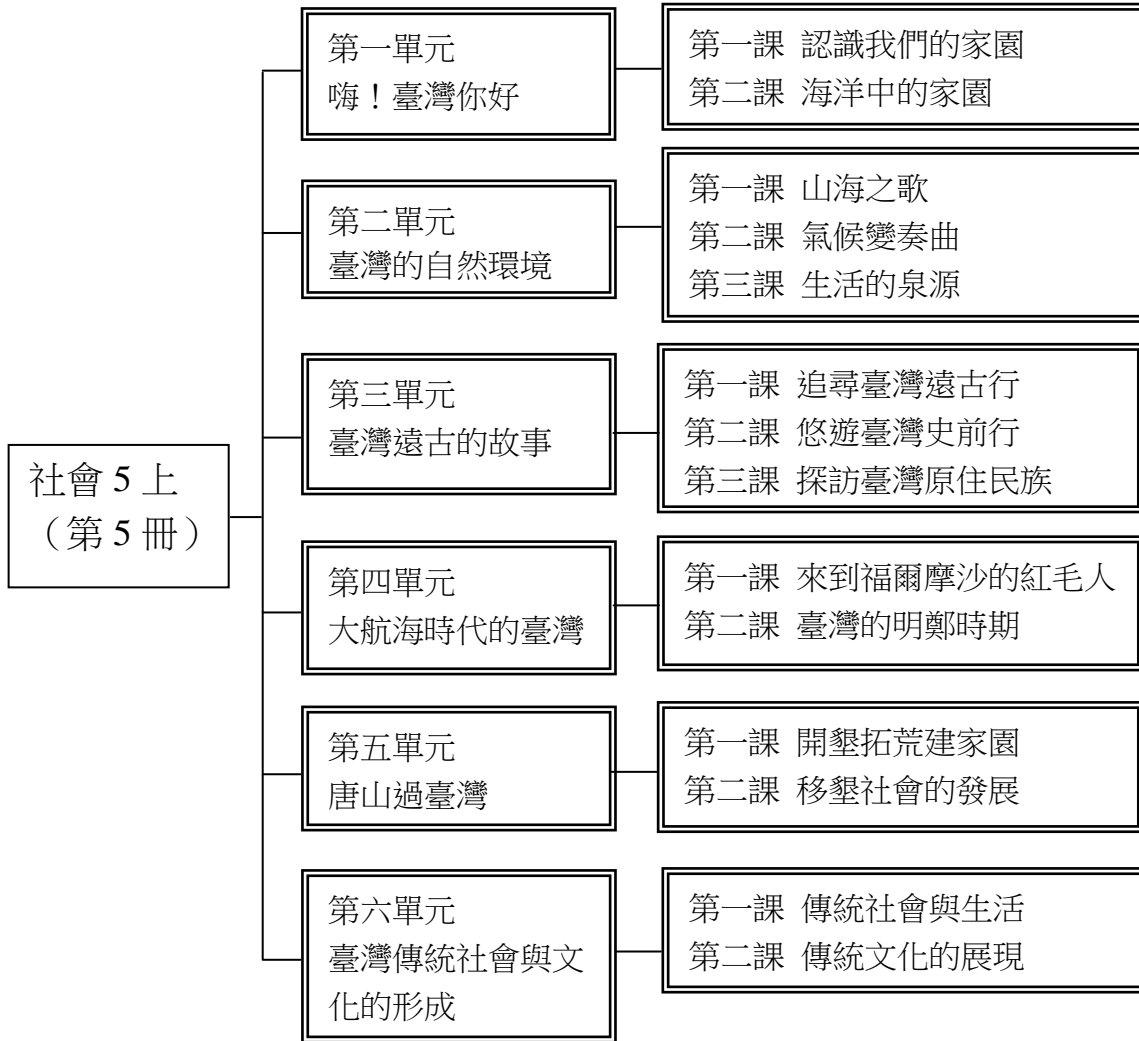 社會 5 上
（第 5 冊）
第一單元
嗨！臺灣你好
第一課 認識我們的家園
第二課 海洋中的家園
第二單元
臺灣的自然環境
第一課 山海之歌
第二課 氣候變奏曲
第三課 生活的泉源
第三單元
臺灣遠古的故事
第一課 追尋臺灣遠古行
第二課 悠遊臺灣史前行
第三課 探訪臺灣原住民族
第四單元
大航海時代的臺灣
第一課 來到福爾摩沙的紅毛人
第二課 臺灣的明鄭時期
第五單元
唐山過臺灣
第一課 開墾拓荒建家園
第二課 移墾社會的發展
第六單元
臺灣傳統社會與文
化的形成
第一課 傳統社會與生活
第二課 傳統文化的展現